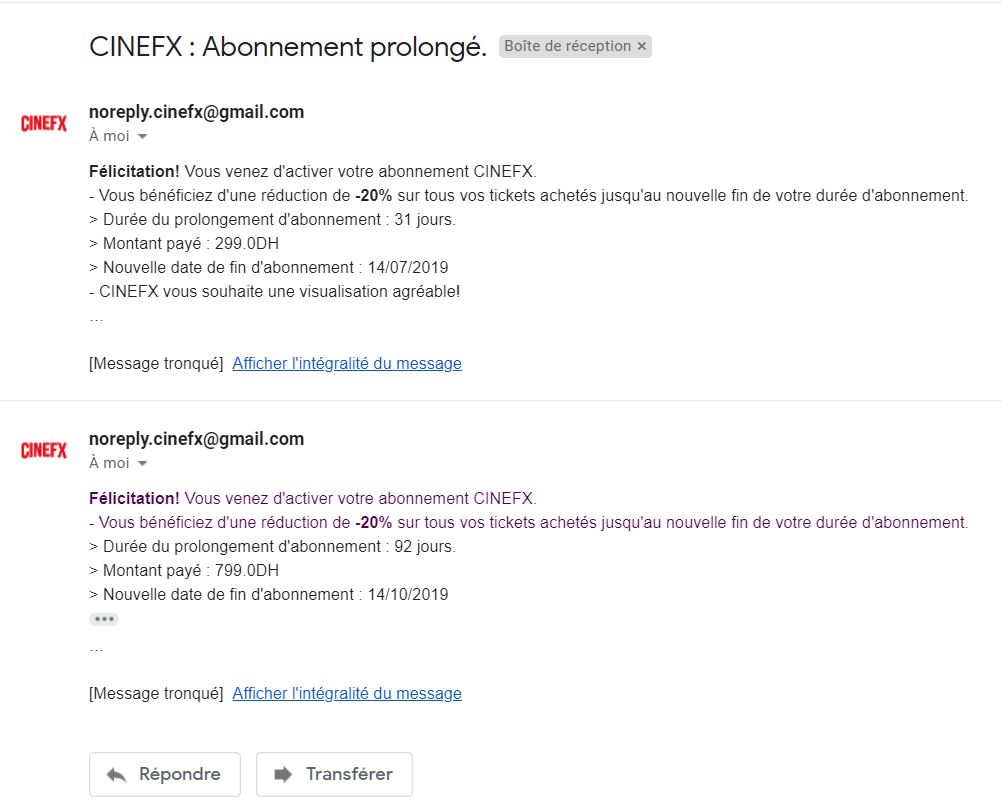 CINEFX : Abonnement prolongé. Boîte de réception ×
CINEFX
noreply.cinefx@gmail.com
À moi
Félicitation! Vous venez d'activer votre abonnement CINEFX.
- Vous bénéficiez d'une réduction de -20% sur tous vos tickets achetés jusqu'au nouvelle fin de votre durée d'abonnement.
> Durée du prolongement d'abonnement : 31 jours.
> Montant payé : 299.0DH
> Nouvelle date de fin d'abonnement : 14/07/2019
- CINEFX vous souhaite une visualisation agréable!
...
[Message tronqué] Afficher l'intégralité du message
CINEFX
noreply.cinefx@gmail.com
À moi
Félicitation! Vous venez d'activer votre abonnement CINEFX.
- Vous bénéficiez d'une réduction de -20% sur tous vos tickets achetés jusqu'au nouvelle fin de votre durée d'abonnement.
> Durée du prolongement d'abonnement : 92 jours.
> Montant payé : 799.0DH
> Nouvelle date de fin d'abonnement : 14/10/2019
...
[Message tronqué] Afficher l'intégralité du message
Répondre Transférer